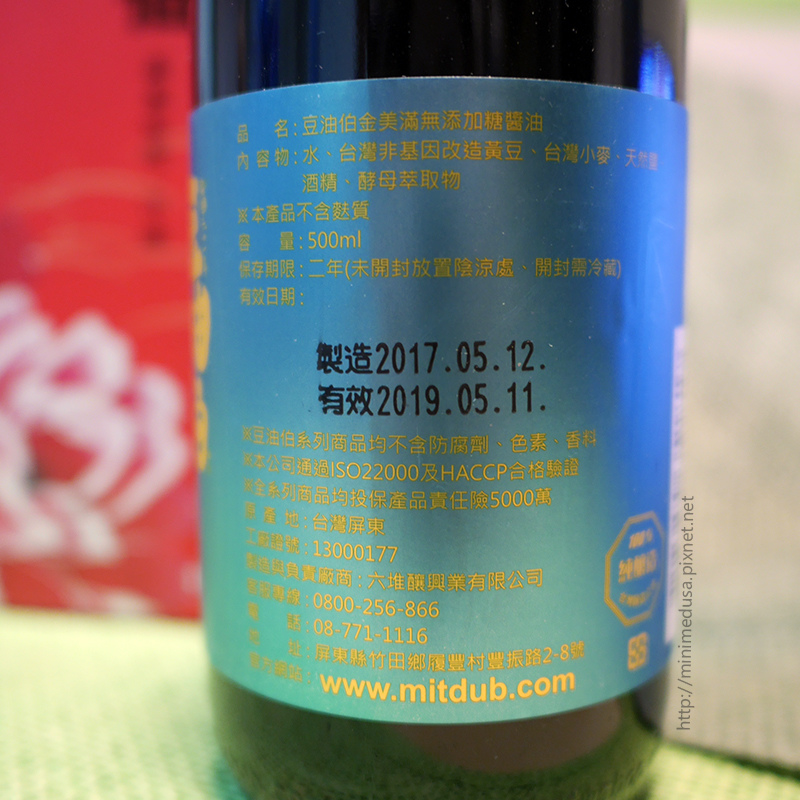 品 名:豆油伯金美滿無添加糖醬油
內容物:水、台灣非基因改造黃豆、台灣小麥、天然鹽
酒精、酵母萃取物
※本產品不含麩質
容 量:500ml
保存期限:二年(未開封放置陰涼處、開封需冷藏)
有效日期:
製造2017.05.12.
有效2019.05.11.
※豆油伯系列商品均不含防腐劑、色素、香料
※本公司通過ISO22000及HACCP合格驗證
※全系列商品均投保產品責任險5000萬
原產地:台灣屏東
工廠證號:13000177
製造與負責廠商:六堆釀興業有限公司
客服專線:0800-256-866
電 話:08-771-1116
地 址:屏東縣竹田鄉履豐村豐振路2-8號
www.mitdub.com
純釀造
http://minimedusa.pixnet.net